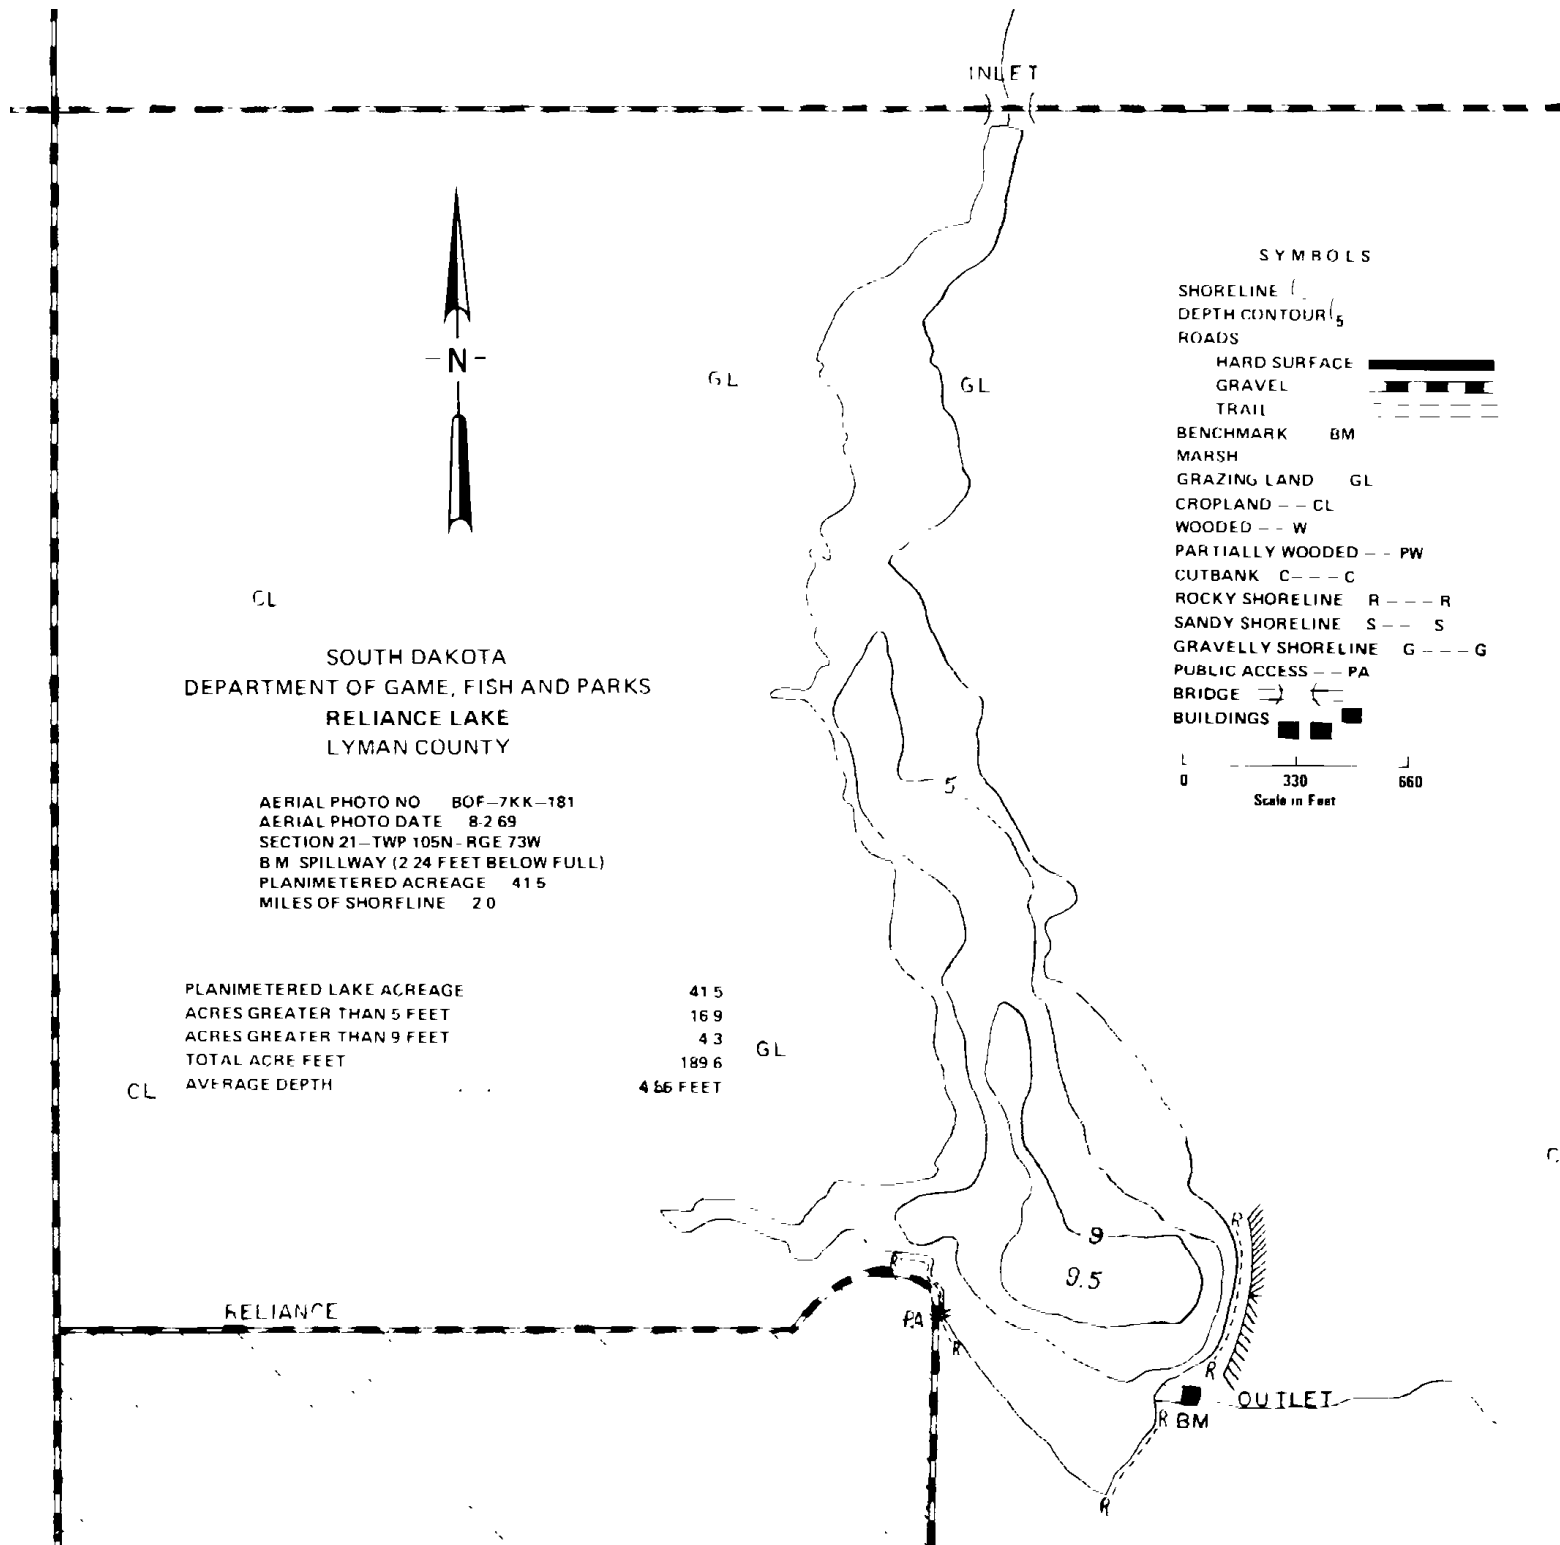 INLET
SYMBOLS
SHORELINE
DEPTH CONTOUR 5
ROADS
HARD SURFACE
GRAVEL
TRAIL
BENCHMARK BM
MARSH
GRAZING LAND GL
CROPLAND -- CL
WOODED -- W
PARTIALLY WOODED -- PW
CUTBANK C---C
ROCKY SHORELINE R---R
SANDY SHORELINE S-- S
GRAVELLY SHORELINE G---G
PUBLIC ACCESS -- PA
BRIDGE
BUILDINGS
0 330 660
Scale in Feet
-N-
GL
GL
CL
SOUTH DAKOTA
DEPARTMENT OF GAME, FISH AND PARKS
RELIANCE LAKE
LYMAN COUNTY
AERIAL PHOTO NO BOF-7KK-181
AERIAL PHOTO DATE 8-2 69
SECTION 21-TWP 105N-RGE 73W
B M SPILLWAY (2 24 FEET BELOW FULL)
PLANIMETERED ACREAGE 41 5
MILES OF SHORELINE 2 0
PLANIMETERED LAKE ACREAGE 41 5
ACRES GREATER THAN 5 FEET 16 9
ACRES GREATER THAN 9 FEET 4 3
TOTAL ACRE FEET 189 6
AVERAGE DEPTH . . FEET
GL
CL
5
9
9.5
R
R
RELIANCE
PA
R
R
OUTLET
R BM
R